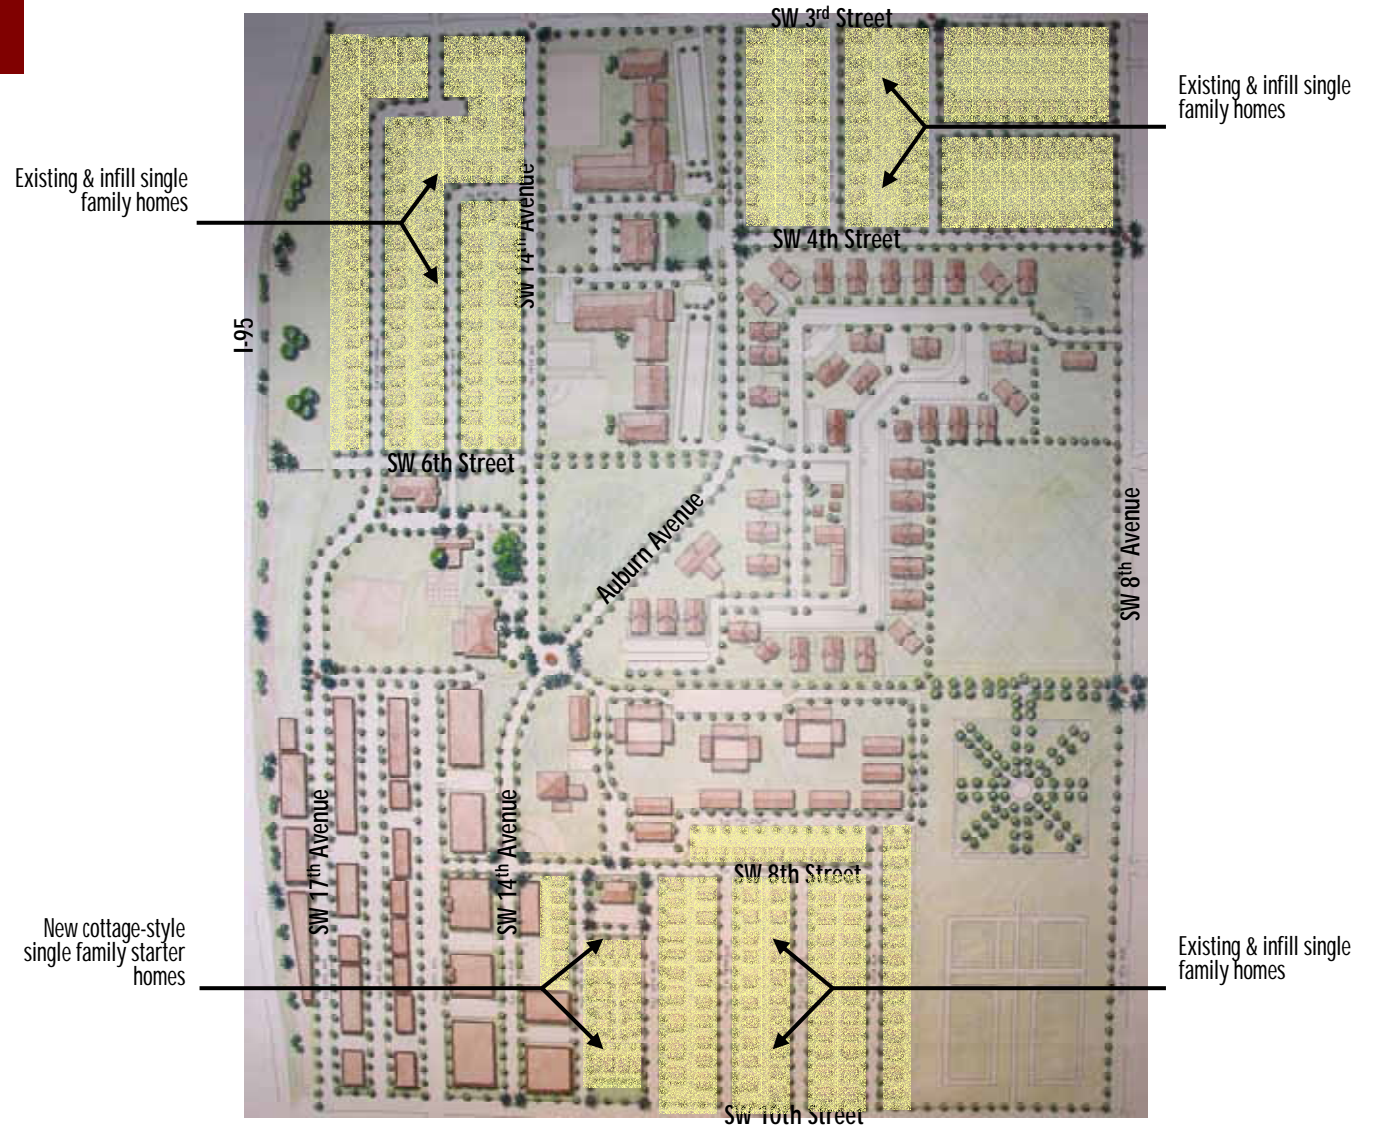 SW 3rd Street
Existing & infill single
family homes
Existing & infill single
family homes
SW 14th Avenue
SW 4th Street
I-95
SW 6th Street
Auburn Avenue
SW 8th Avenue
SW 17th Avenue
SW 14th Avenue
SW 8th Street
New cottage-style
single family starter
homes
Existing & infill single
family homes
SW 10th Street